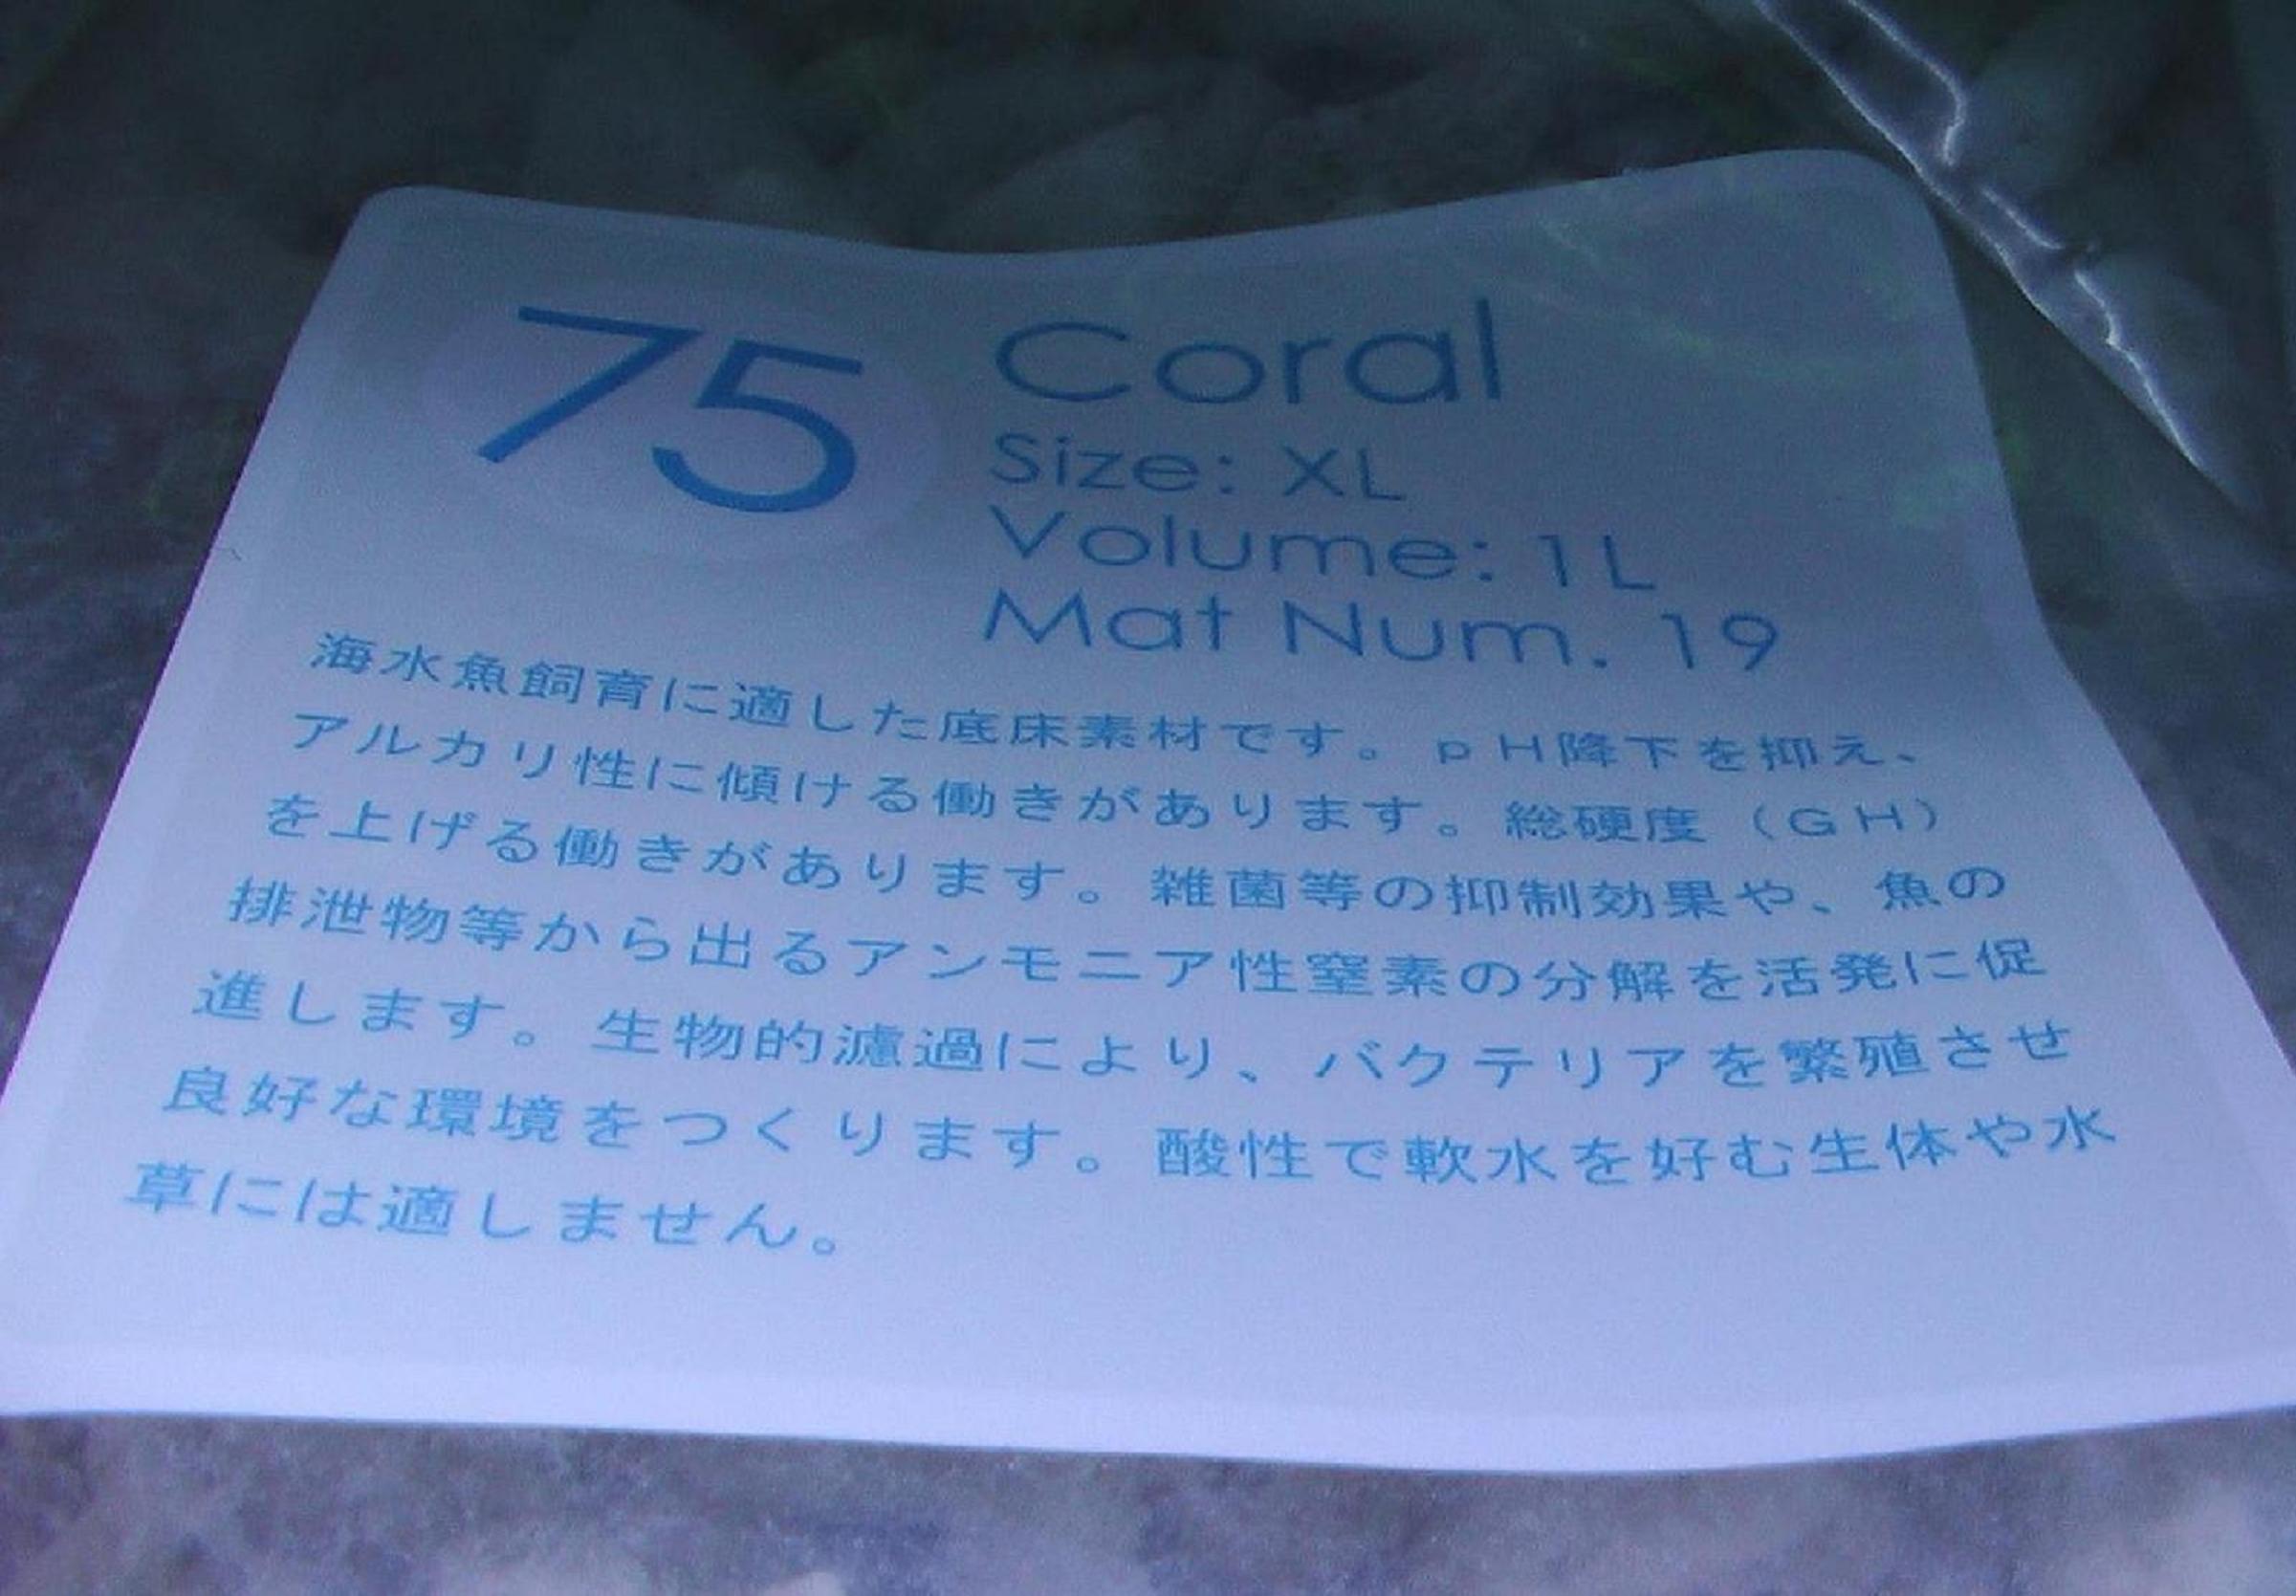 75
Coral
Size: XL
Volume: 1L
Mat Num. 19
海水魚飼育に適した底床素材です。pH降下を抑え、
アルカリ性に傾ける働きがあります。総硬度（GH）
を上げる働きがあります。雑菌等の抑制効果や、魚の
排泄物等から出るアンモニア性窒素の分解を活発に促
進します。生物的濾過により、バクテリアを繁殖させ
良好な環境をつくります。酸性で軟水を好む生体や水
草には適しません。